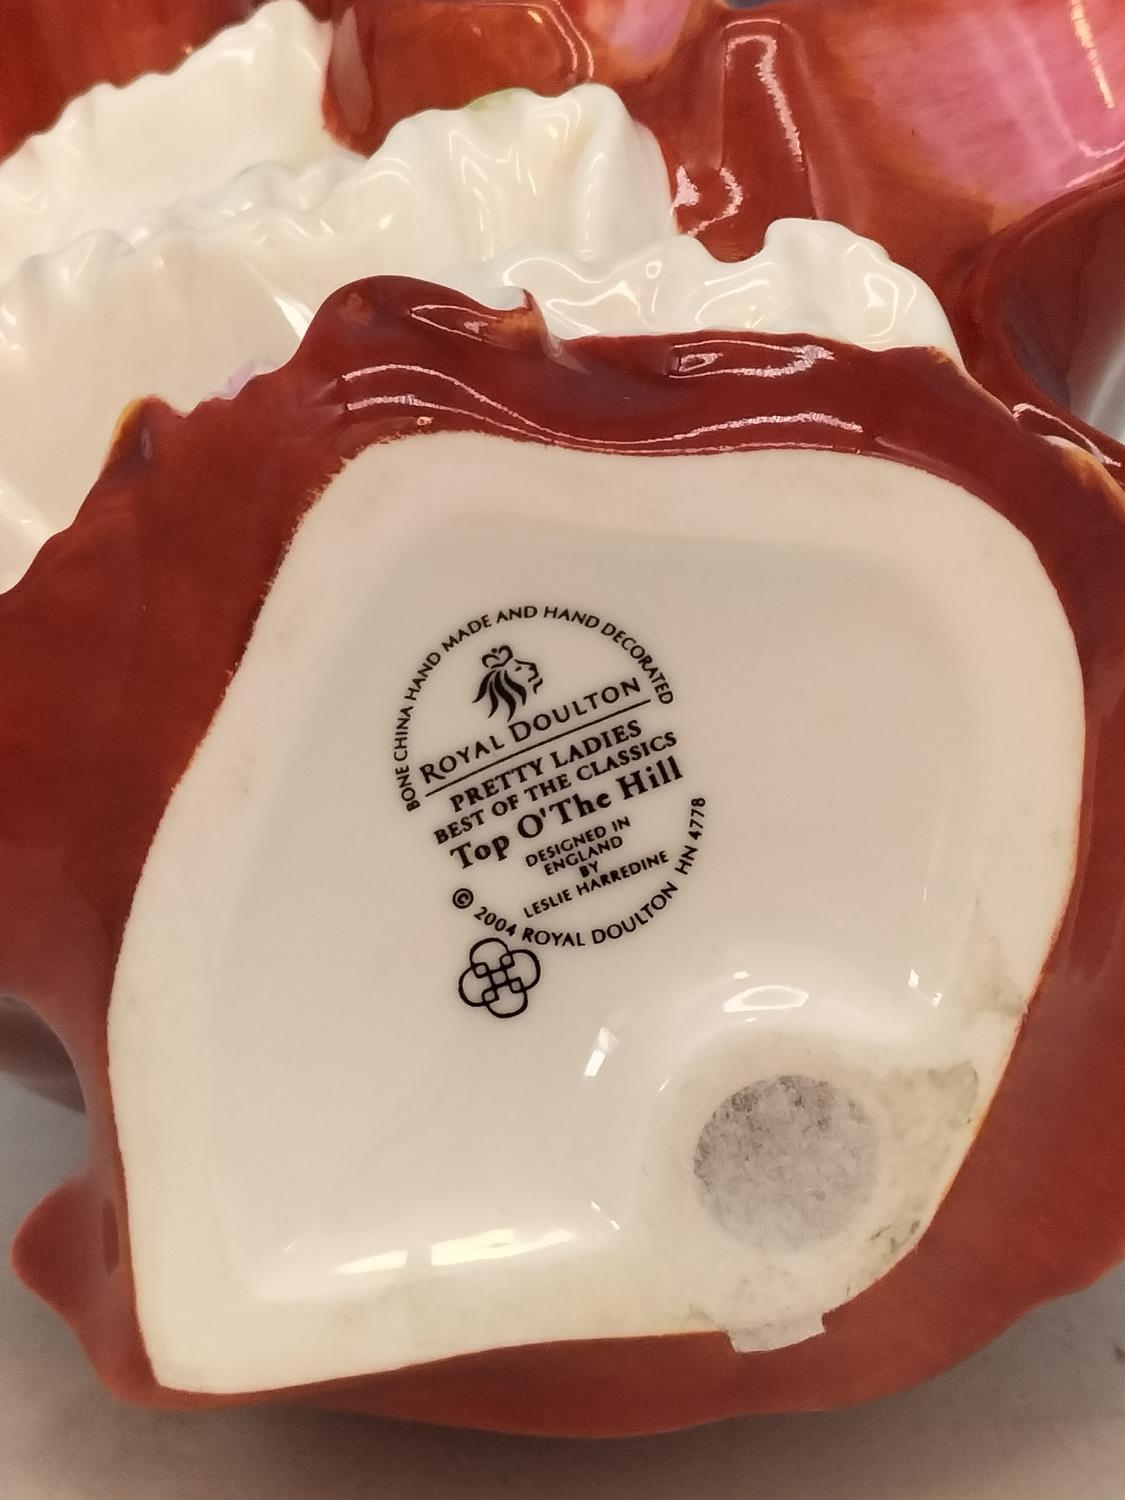 BONE CHINA HAND MADE AND HAND DECORATED
ROYAL DOULTON
PRETTY LADIES
BEST OF THE CLASSICS
Top O'The Hill
DESIGNED IN
ENGLAND
BY
LESLIE HARREDINE
© 2004 ROYAL DOULTON HN 4778